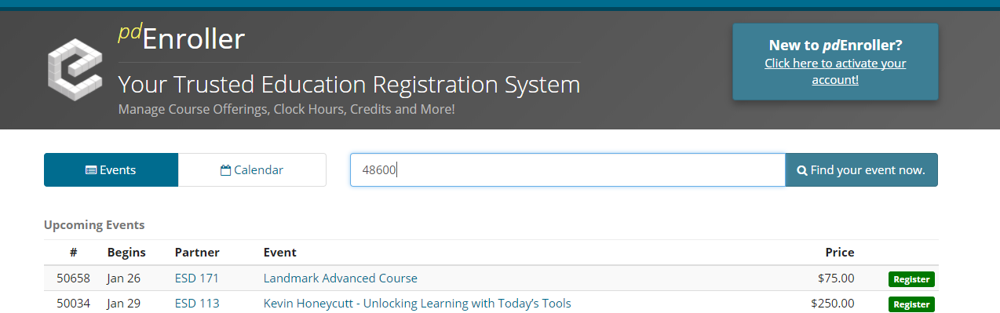 pdEnroller
Your Trusted Education Registration System
Manage Course Offerings, Clock Hours, Credits and More!
New to pdEnroller?
Click here to activate your
account!
Events
Calendar
48600
Find your event now.
Upcoming Events
# Begins Partner Event Price
50658 Jan 26 ESD 171 Landmark Advanced Course $75.00 Register
50034 Jan 29 ESD 113 Kevin Honeycutt - Unlocking Learning with Today’s Tools $250.00 Register